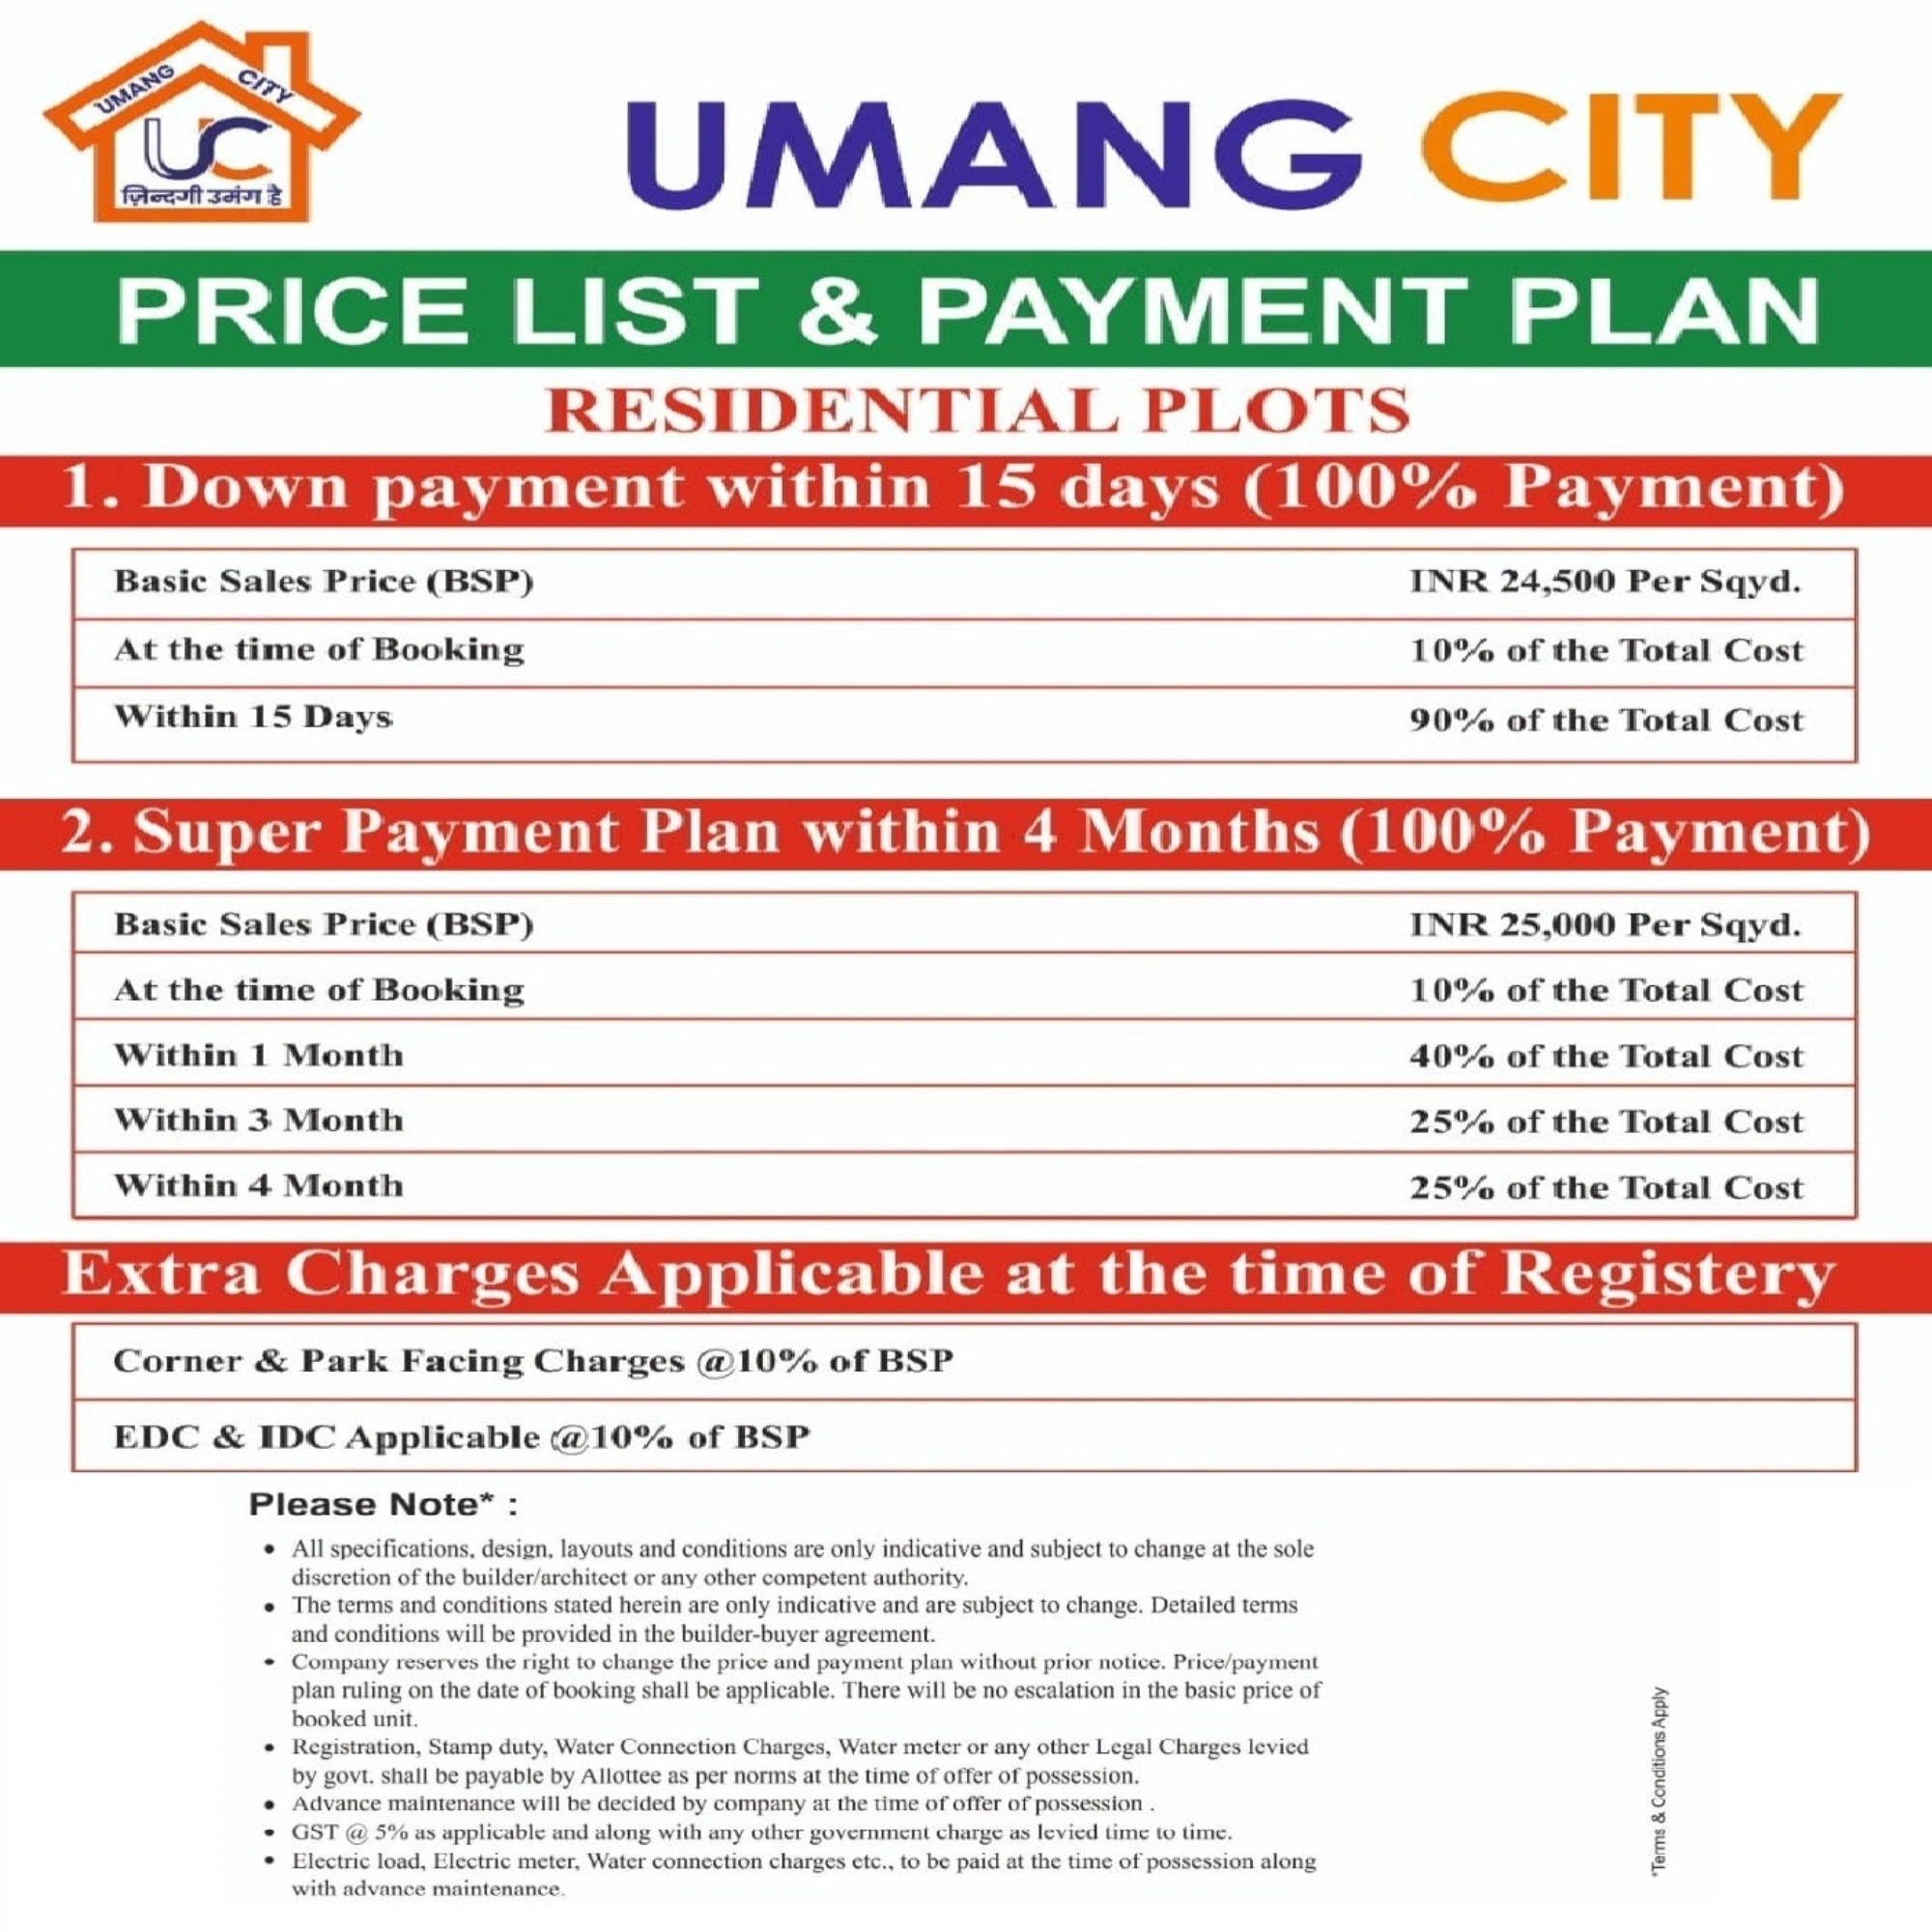 UMANG CITY
UC
ज़िन्दगी उमंग है
UMANG CITY
PRICE LIST & PAYMENT PLAN
RESIDENTIAL PLOTS
1. Down payment within 15 days (100% Payment)
Basic Sales Price (BSP) INR 24,500 Per Sqyd.
At the time of Booking 10% of the Total Cost
Within 15 Days 90% of the Total Cost
2. Super Payment Plan within 4 Months (100% Payment)
Basic Sales Price (BSP) INR 25,000 Per Sqyd.
At the time of Booking 10% of the Total Cost
Within 1 Month 40% of the Total Cost
Within 3 Month 25% of the Total Cost
Within 4 Month 25% of the Total Cost
Extra Charges Applicable at the time of Registery
Corner & Park Facing Charges @10% of BSP
EDC & IDC Applicable @10% of BSP
Please Note* :
• All specifications, design, layouts and conditions are only indicative and subject to change at the sole
discretion of the builder/architect or any other competent authority.
• The terms and conditions stated herein are only indicative and are subject to change. Detailed terms
and conditions will be provided in the builder-buyer agreement.
• Company reserves the right to change the price and payment plan without prior notice. Price/payment
plan ruling on the date of booking shall be applicable. There will be no escalation in the basic price of
booked unit.
• Registration, Stamp duty, Water Connection Charges, Water meter or any other Legal Charges levied
by govt. shall be payable by Allottee as per norms at the time of offer of possession.
• Advance maintenance will be decided by company at the time of offer of possession .
• GST @ 5% as applicable and along with any other government charge as levied time to time.
• Electric load, Electric meter, Water connection charges etc., to be paid at the time of possession along
with advance maintenance.
*Terms & Conditions Apply